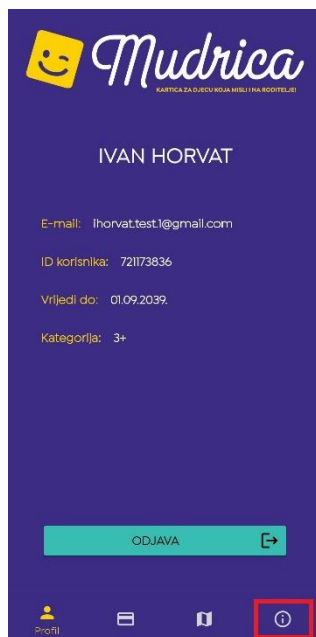 Mudrica
KARTICA ZA DJECU KOJA MISLI I NA RODITELJE!
IVAN HORVAT
E-mail: ihorvat.test.1@gmail.com
ID korisnika: 721173836
Vrijedi do: 01.09.2039.
Kategorija: 3+
ODJAVA
Profil